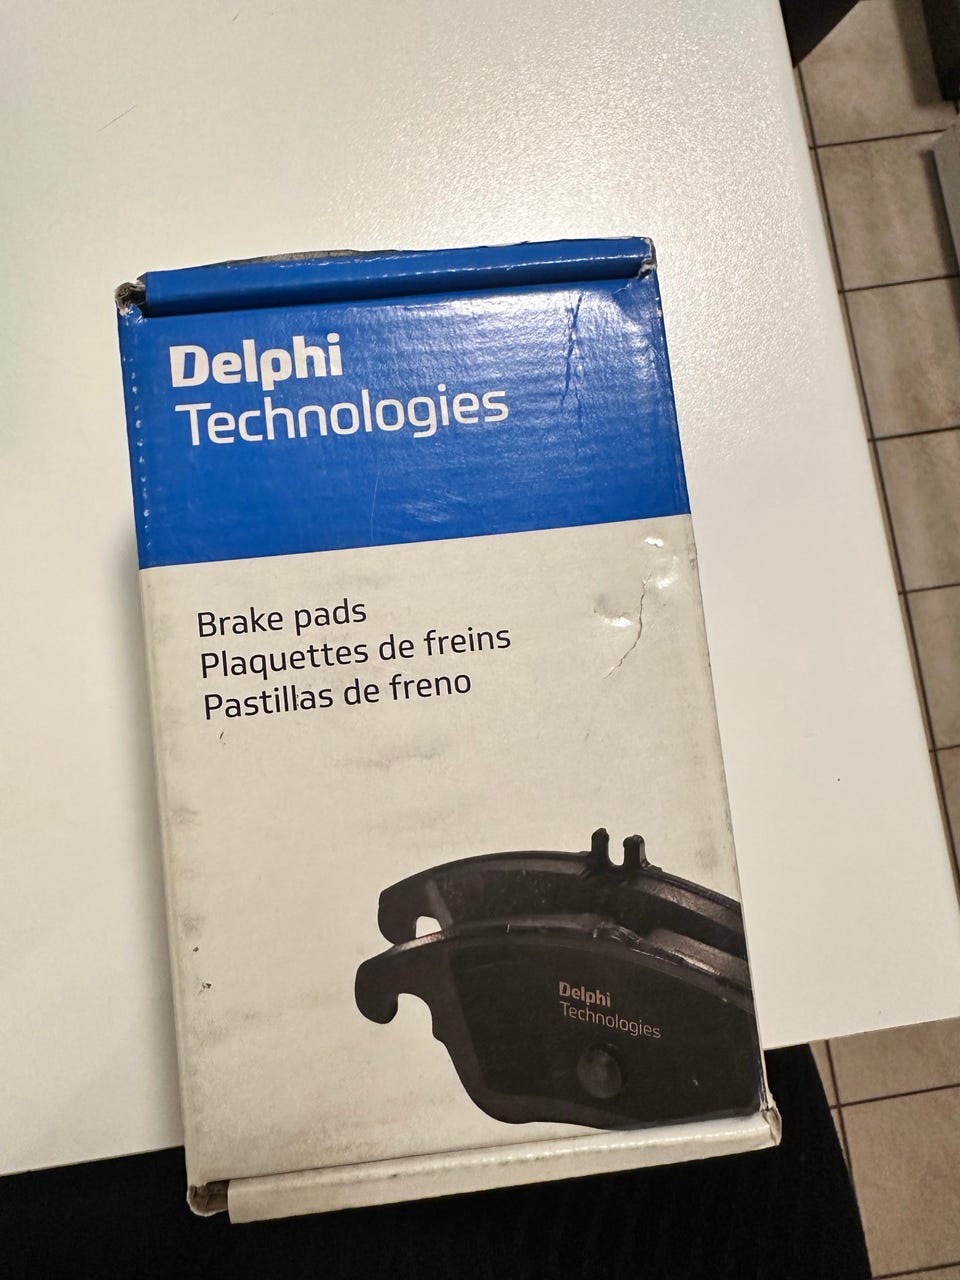 Delphi
Technologies
Brake pads
Plaquettes de freins
Pastillas de freno
Delphi
Technologies